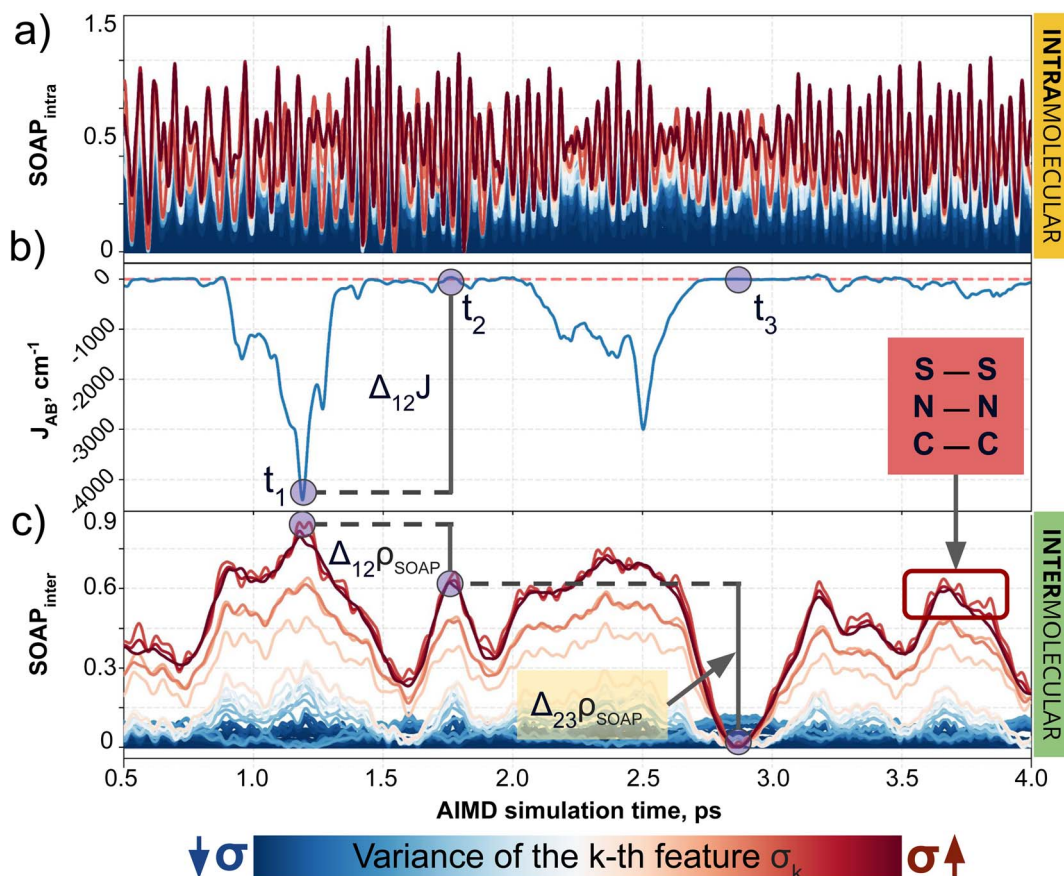 a)
1.5
0.5
0
SOAPintra
INTRAMOLECULAR
b)
0
-1000
-2000
-3000
-4000
JAB, cm-1
t1
t2
t3
Δ12J
S — S
N — N
C — C
c)
0.9
0.6
0.3
0
SOAPinter
Δ12ρSOAP
Δ23ρSOAP
INTERMOLECULAR
0.5 1.0 1.5 2.0 2.5 3.0 3.5 4.0
AIMD simulation time, ps
σ Variance of the k-th feature σk σ